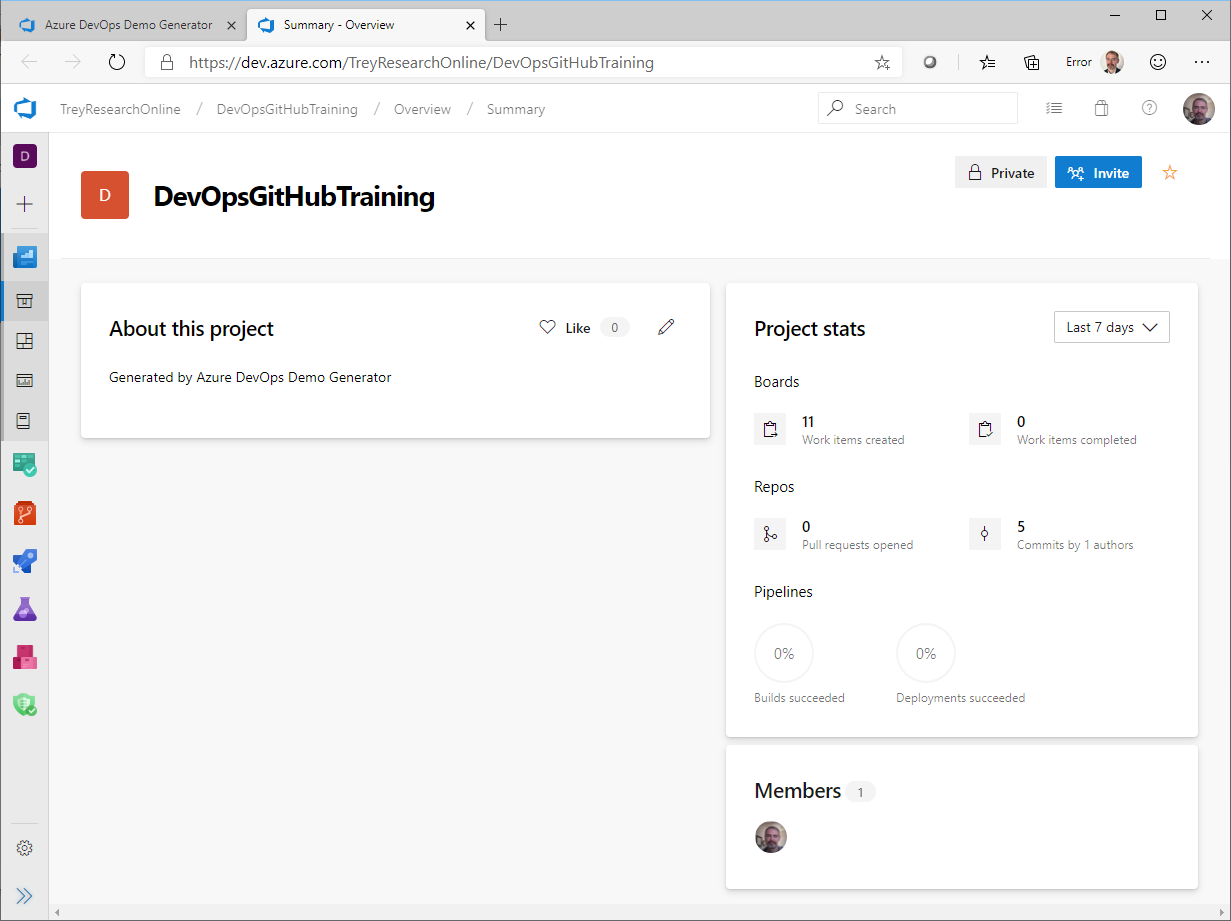 Azure DevOps Demo Generator
Summary - Overview
https://dev.azure.com/TreyResearchOnline/DevOpsGitHubTraining
Error
TreyResearchOnline / DevOpsGitHubTraining / Overview / Summary
Search
D
D
DevOpsGitHubTraining
Private
Invite
About this project
Like 0
Generated by Azure DevOps Demo Generator
Project stats
Last 7 days
Boards
11
Work items created
0
Work items completed
Repos
0
Pull requests opened
5
Commits by 1 authors
Pipelines
0%
Builds succeeded
0%
Deployments succeeded
Members 1